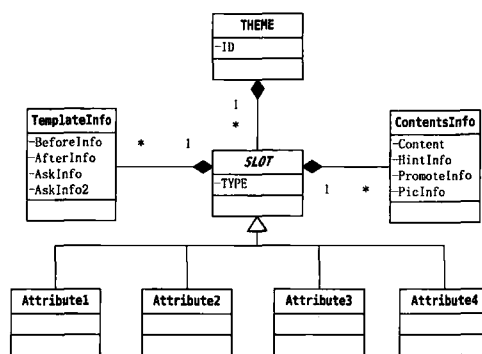 THEME
-ID
1
*
TemplateInfo
-BeforeInfo
-AfterInfo
-AskInfo
-AskInfo2
*
1
SLOT
-TYPE
1
*
ContentsInfo
-Content
-HintInfo
-PromoteInfo
-PicInfo
Attribute1
Attribute2
Attribute3
Attribute4